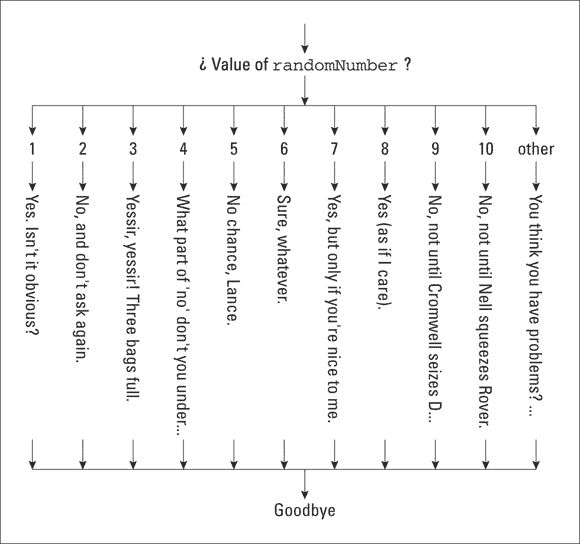 ¿ Value of randomNumber ?
1 2 3 4 5 6 7 8 9 10 other
Yes. Isn't it obvious?
No, and don't ask again.
Yessir, yessir! Three bags full.
What part of 'no' don't you under...
No chance, Lance.
Sure, whatever.
Yes, but only if you're nice to me.
Yes (as if I care).
No, not until Cromwell seizes D...
No, not until Nell squeezes Rover.
You think you have problems? ...
Goodbye